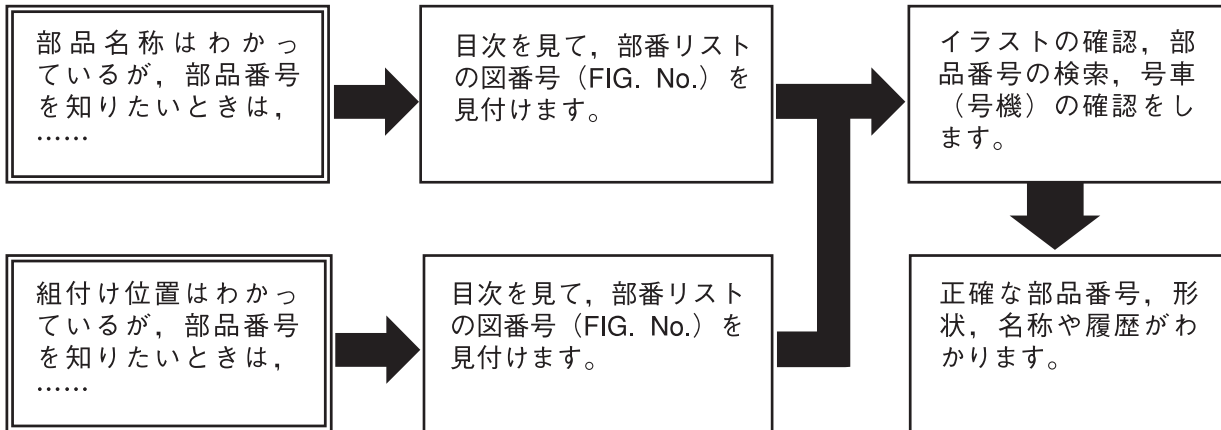 部品名称はわかっ
ているが，部品番号
を知りたいときは，
……
目次を見て，部番リスト
の図番号（FIG. No.）を
見付けます。
イラストの確認，部
品番号の検索，号車
（号機）の確認をし
ます。
組付け位置はわかっ
ているが，部品番号
を知りたいときは，
……
目次を見て，部番リスト
の図番号（FIG. No.）を
見付けます。
正確な部品番号，形
状，名称や履歴がわ
かります。